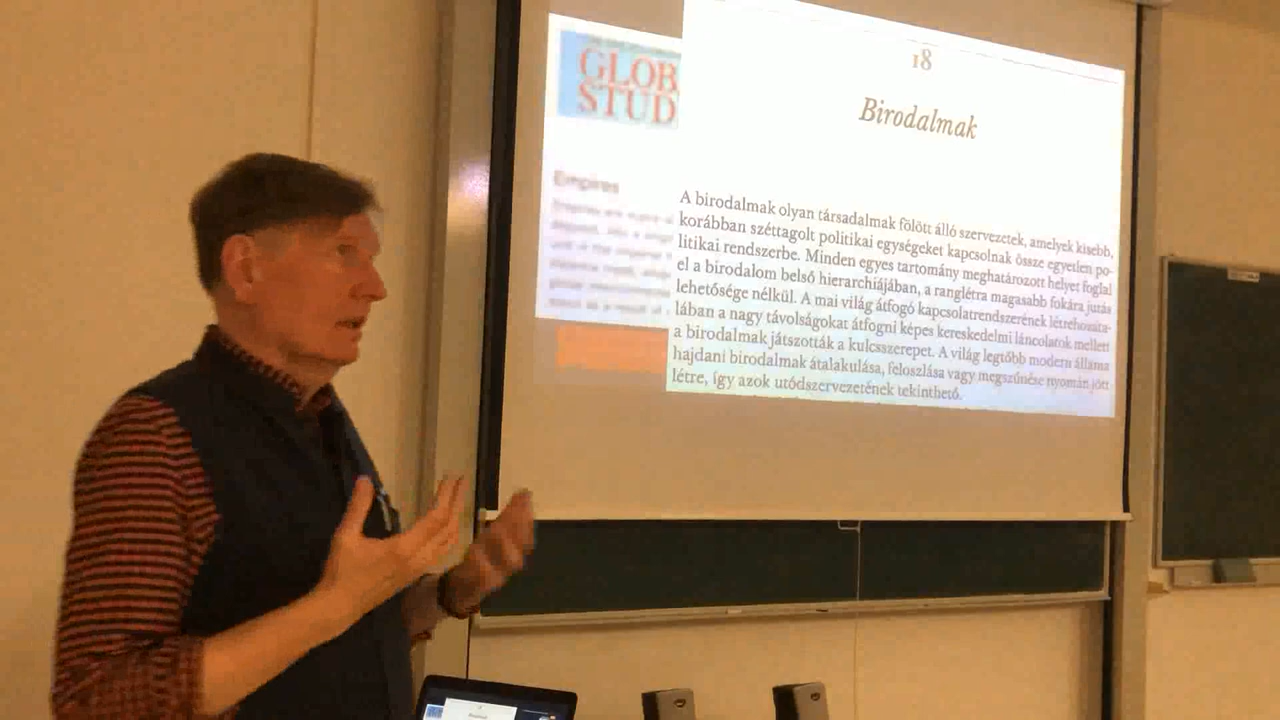 GLOB
STUD
Empires
18
Birodalmak
A birodalmak olyan társadalmak fölött álló szervezetek, amelyek kisebb,
korábban széttagolt politikai egységeket kapcsolnak össze egyetlen po-
litikai rendszerbe. Minden egyes tartomány meghatározott helyet foglal
el a birodalom belső hierarchiájában, a ranglétra magasabb fokára jutás
lehetősége nélkül. A mai világ átfogó kapcsolatrendszerének létrehozata-
lában a nagy távolságokat átfogni képes kereskedelmi láncolatok mellett
a birodalmak játszották a kulcsszerepet. A világ legtöbb modern állama
hajdani birodalmak átalakulása, feloszlása vagy megszűnése nyomán jött
létre, így azok utódszervezetének tekinthető.